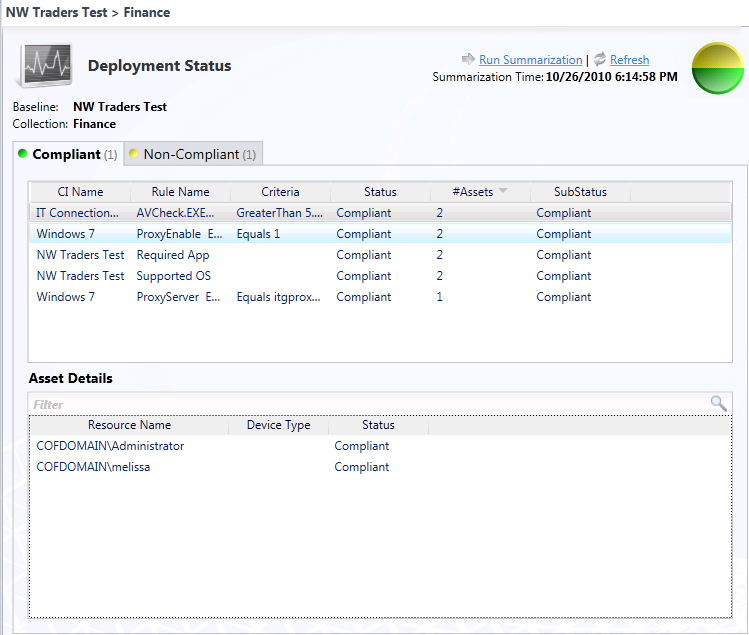 NW Traders Test > Finance
Deployment Status
Run Summarization | Refresh
Summarization Time: 10/26/2010 6:14:58 PM
Baseline: NW Traders Test
Collection: Finance
Compliant (1) Non-Compliant (1)
CI Name Rule Name Criteria Status #Assets SubStatus
IT Connection... AVCheck.EXE... GreaterThan 5.... Compliant 2 Compliant
Windows 7 ProxyEnable E... Equals 1 Compliant 2 Compliant
NW Traders Test Required App Compliant 2 Compliant
NW Traders Test Supported OS Compliant 2 Compliant
Windows 7 ProxyServer E... Equals itgprox... Compliant 1 Compliant
Asset Details
Filter
Resource Name Device Type Status
COFDOMAIN\Administrator Compliant
COFDOMAIN\melissa Compliant